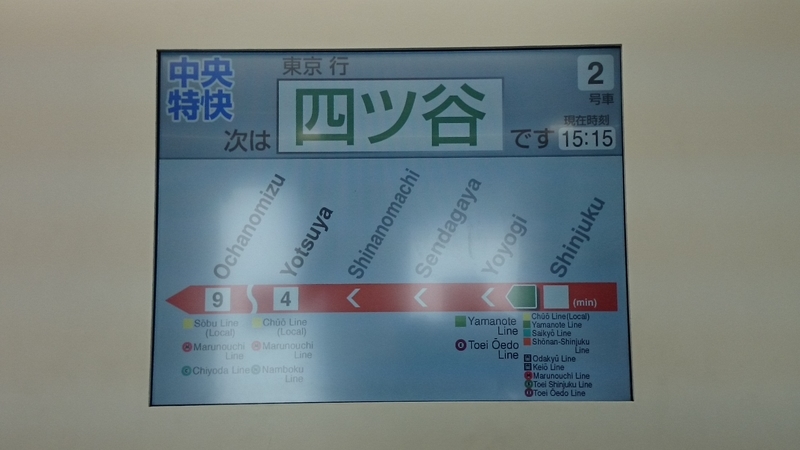 中央
特快
東京 行
次は
四ツ谷
です
2
号車
現在時刻
15:15
Ochanomizu
Yotsuya
Shinanomachi
Sendagaya
Yoyogi
Shinjuku
9
4
(min)
Sōbu Line
(Local)
Marunouchi
Line
Chiyoda Line
Chūō Line
(Local)
Marunouchi
Line
Namboku
Line
Yamanote
Line
Toei Ōedo
Line
Chūō Line(Local)
Yamanote Line
Saikyō Line
Shōnan-Shinjuku
Line
Odakyū Line
Keiō Line
Marunouchi Line
Toei Shinjuku Line
Toei Ōedo Line